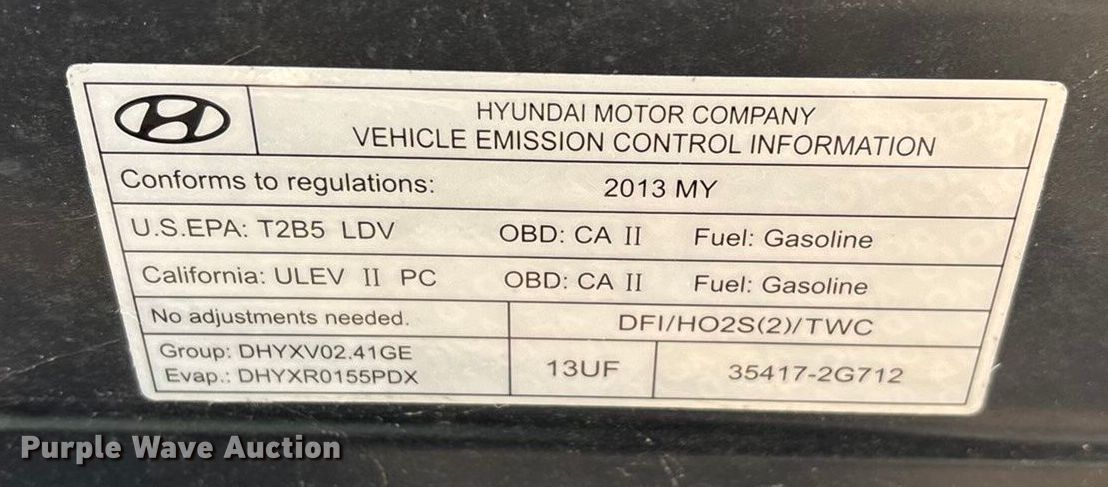 HYUNDAI MOTOR COMPANY
VEHICLE EMISSION CONTROL INFORMATION
Conforms to regulations: 2013 MY
U.S.EPA: T2B5 LDV OBD: CA II Fuel: Gasoline
California: ULEV II PC OBD: CA II Fuel: Gasoline
No adjustments needed. DFI/HO2S(2)/TWC
Group: DHYXV02.41GE
Evap.: DHYXR0155PDX
13UF 35417-2G712
Purple Wave Auction